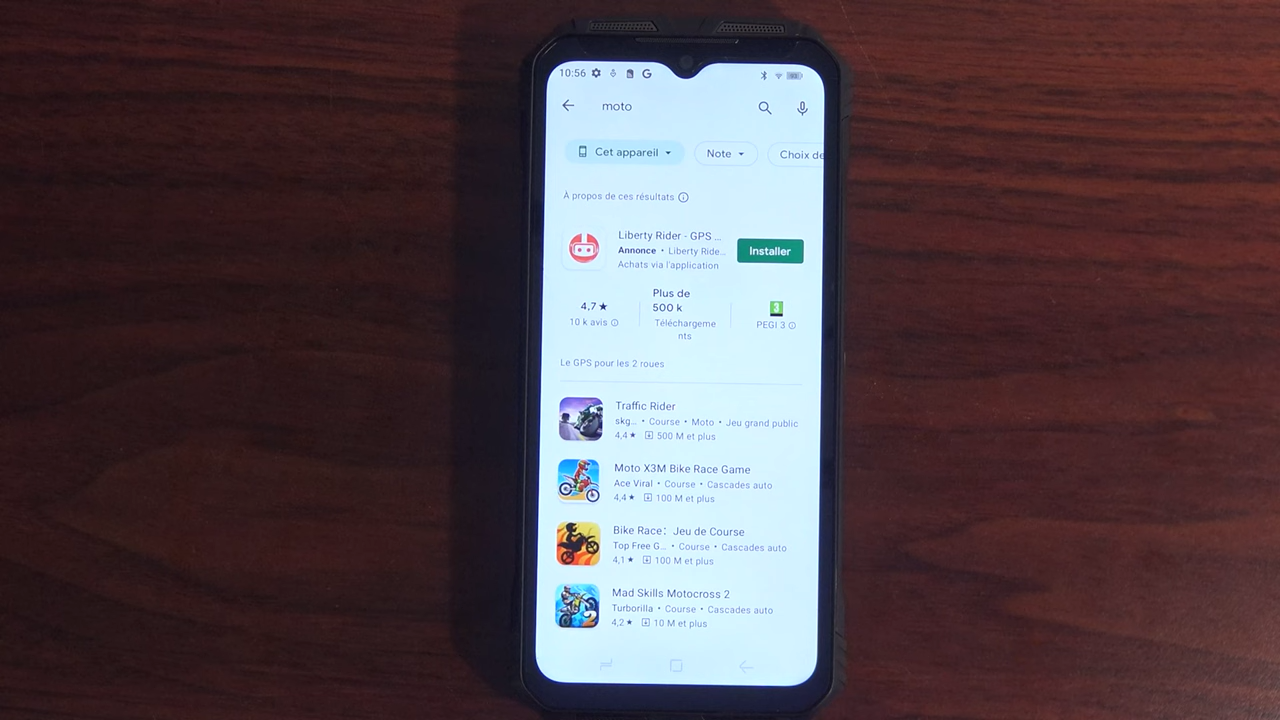 10:56
moto
Cet appareil
Note
Choix de
À propos de ces résultats
Liberty Rider - GPS ...
Annonce • Liberty Ride...
Achats via l'application
Installer
4,7 ★
10 k avis
Plus de
500 k
Téléchargeme
nts
3
PEGI 3
Le GPS pour les 2 roues
Traffic Rider
skg... • Course • Moto • Jeu grand public
4,4 ★ 500 M et plus
Moto X3M Bike Race Game
Ace Viral • Course • Cascades auto
4,4 ★ 100 M et plus
Bike Race: Jeu de Course
Top Free G... • Course • Cascades auto
4,1 ★ 100 M et plus
Mad Skills Motocross 2
Turborilla • Course • Cascades auto
4,2 ★ 10 M et plus